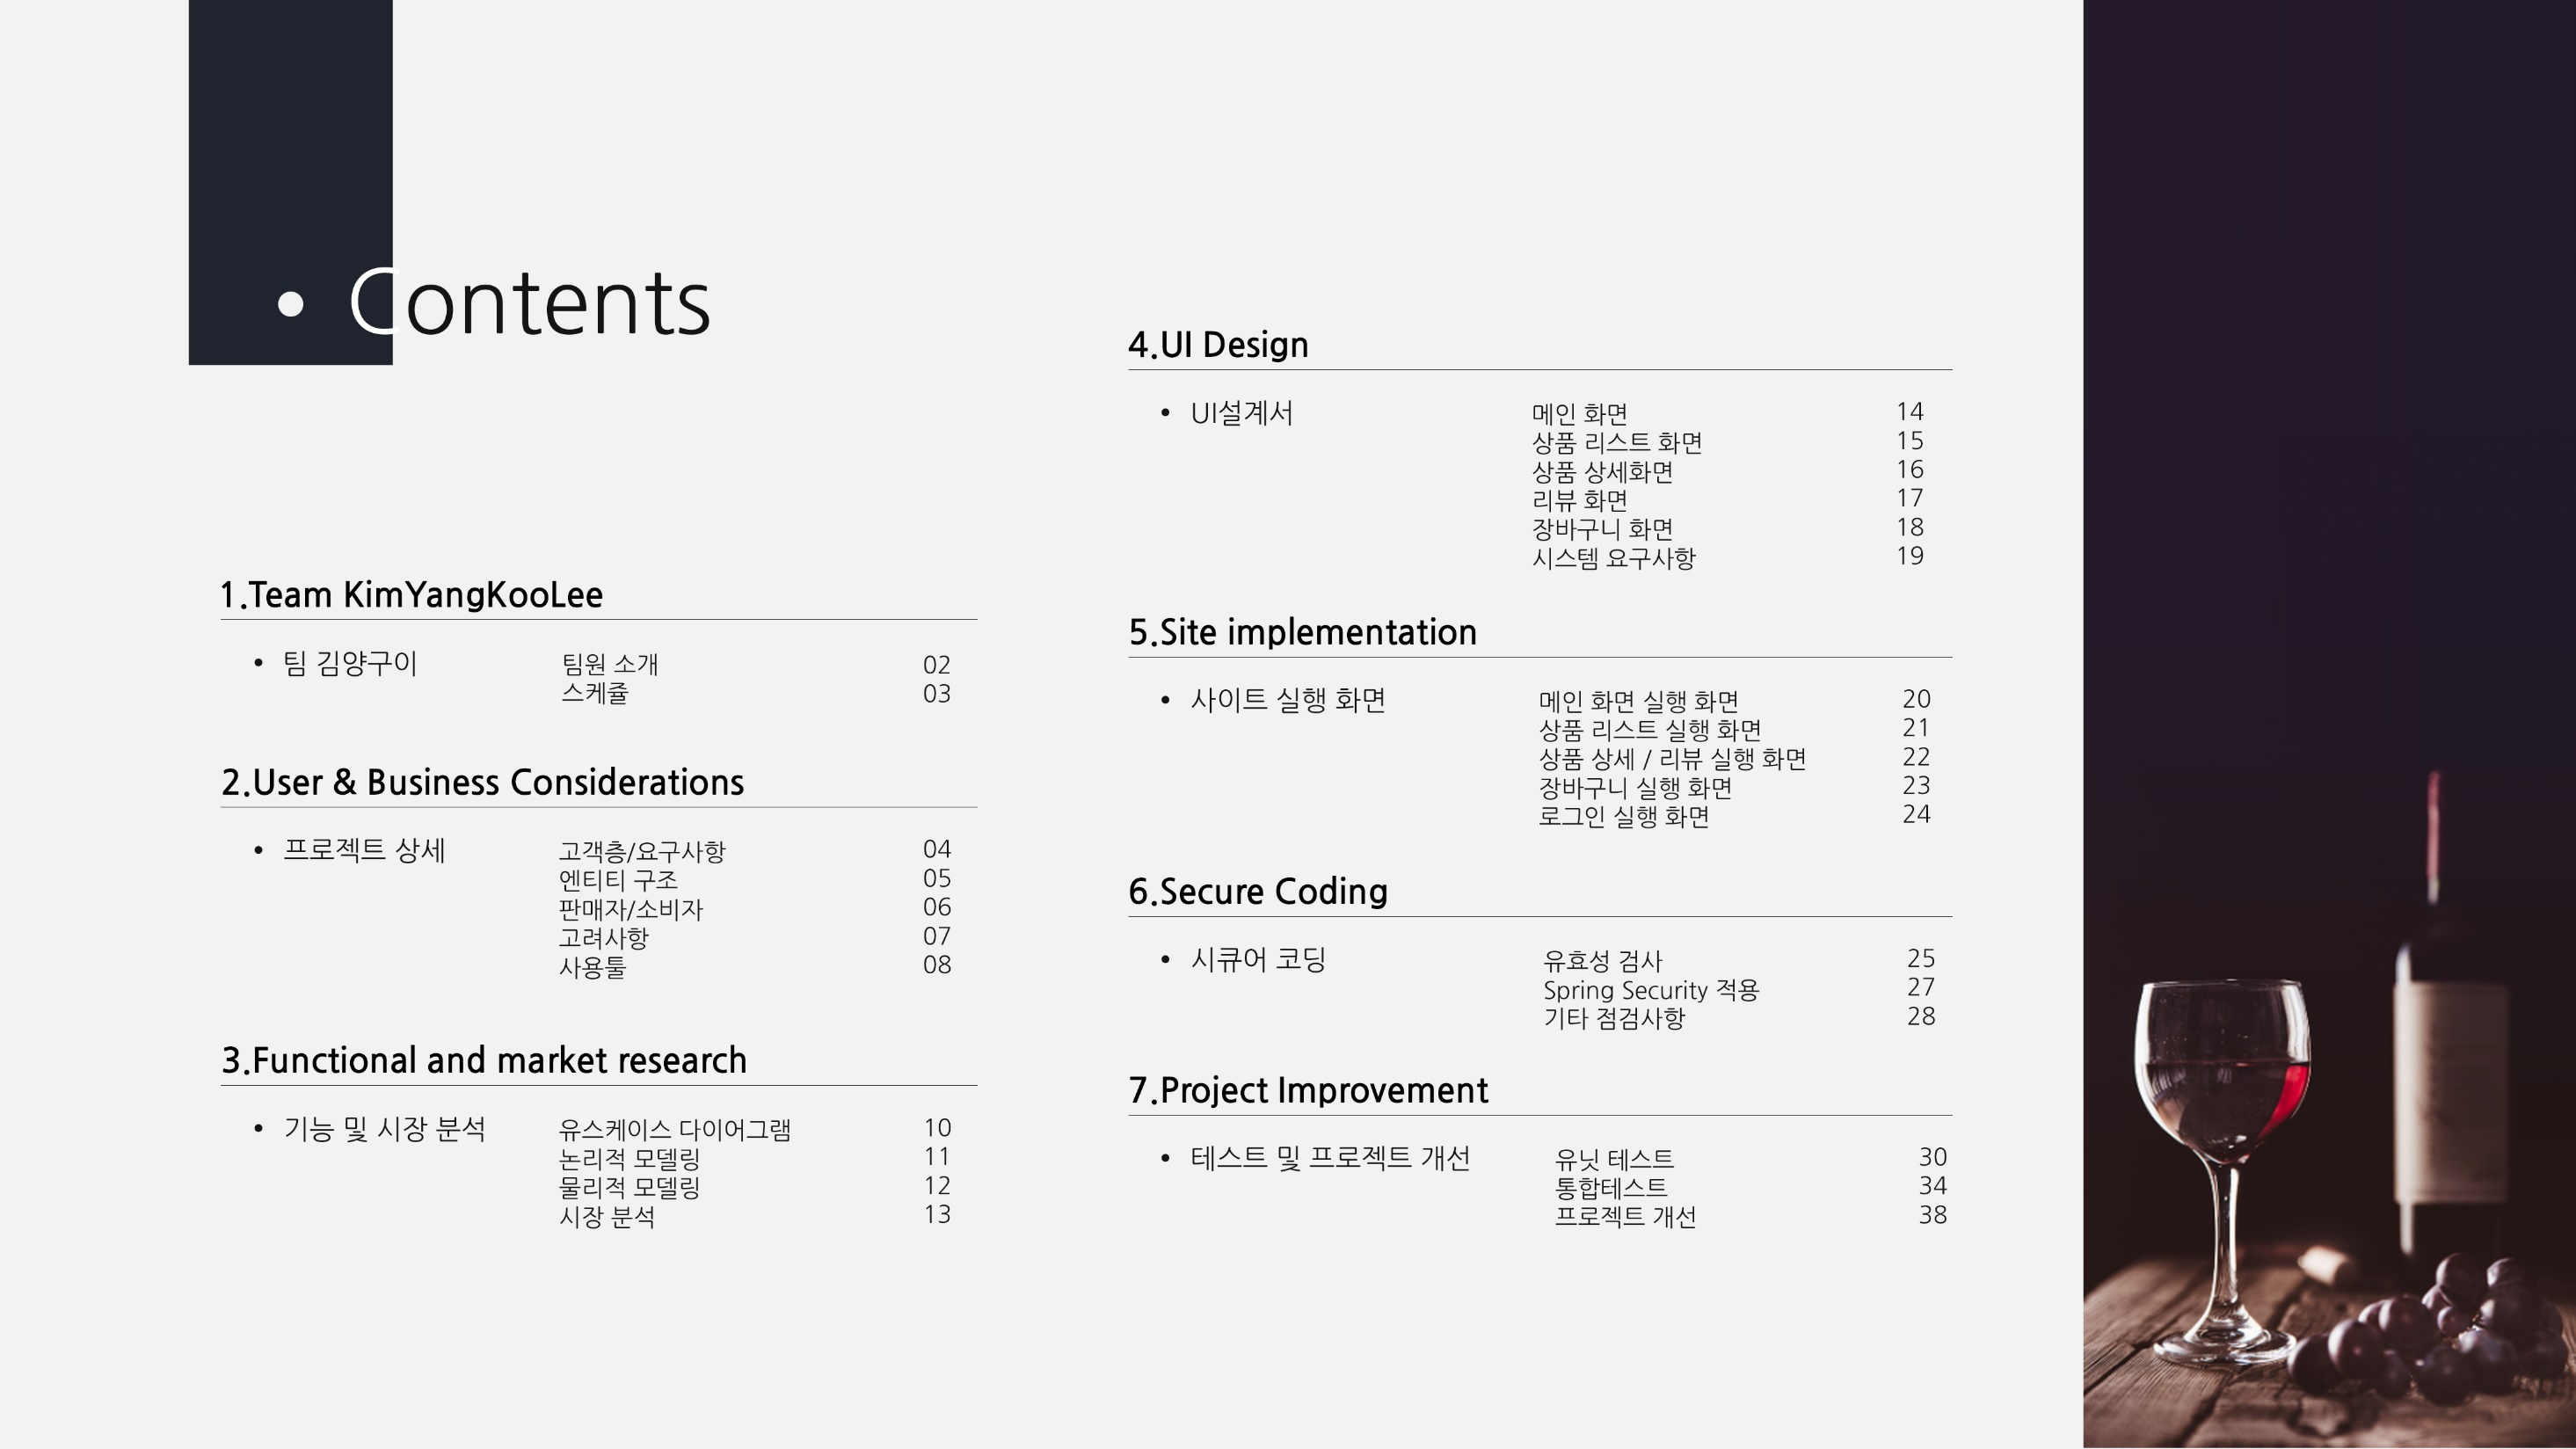 • Contents
1.Team KimYangKooLee
• 팀 김양구이 팀원 소개 02
스케쥴 03
2.User & Business Considerations
• 프로젝트 상세 고객층/요구사항 04
엔티티 구조 05
판매자/소비자 06
고려사항 07
사용툴 08
3.Functional and market research
• 기능 및 시장 분석 유스케이스 다이어그램 10
논리적 모델링 11
물리적 모델링 12
시장 분석 13
4.UI Design
• UI설계서 메인 화면 14
상품 리스트 화면 15
상품 상세화면 16
리뷰 화면 17
장바구니 화면 18
시스템 요구사항 19
5.Site implementation
• 사이트 실행 화면 메인 화면 실행 화면 20
상품 리스트 실행 화면 21
상품 상세 / 리뷰 실행 화면 22
장바구니 실행 화면 23
로그인 실행 화면 24
6.Secure Coding
• 시큐어 코딩 유효성 검사 25
Spring Security 적용 27
기타 점검사항 28
7.Project Improvement
• 테스트 및 프로젝트 개선 유닛 테스트 30
통합테스트 34
프로젝트 개선 38